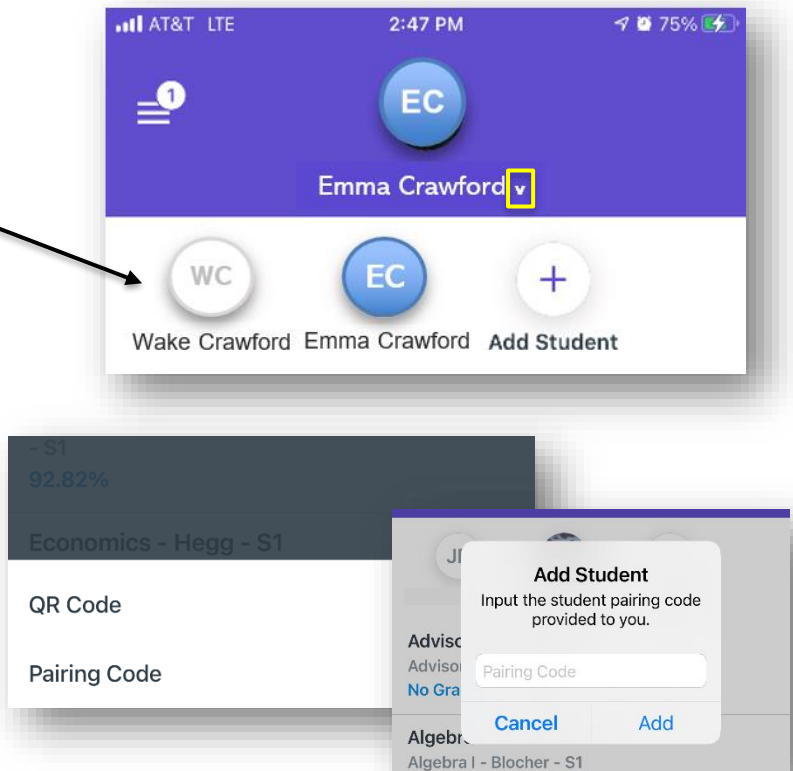 AT&T LTE 2:47 PM 75%
1
EC
Emma Crawford v
WC EC +
Wake Crawford Emma Crawford Add Student
- S1
92.82%
Economics - Hegg - S1
QR Code
Pairing Code
Add Student
Input the student pairing code
provided to you.
Pairing Code
Cancel Add
No Gra
Algebra I - Blocher - S1